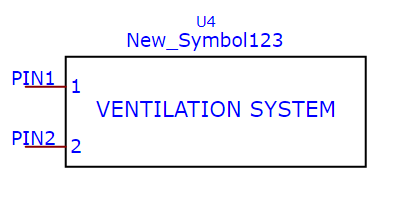 U4
New_Symbol123
PIN1 1
VENTILATION SYSTEM
PIN2 2